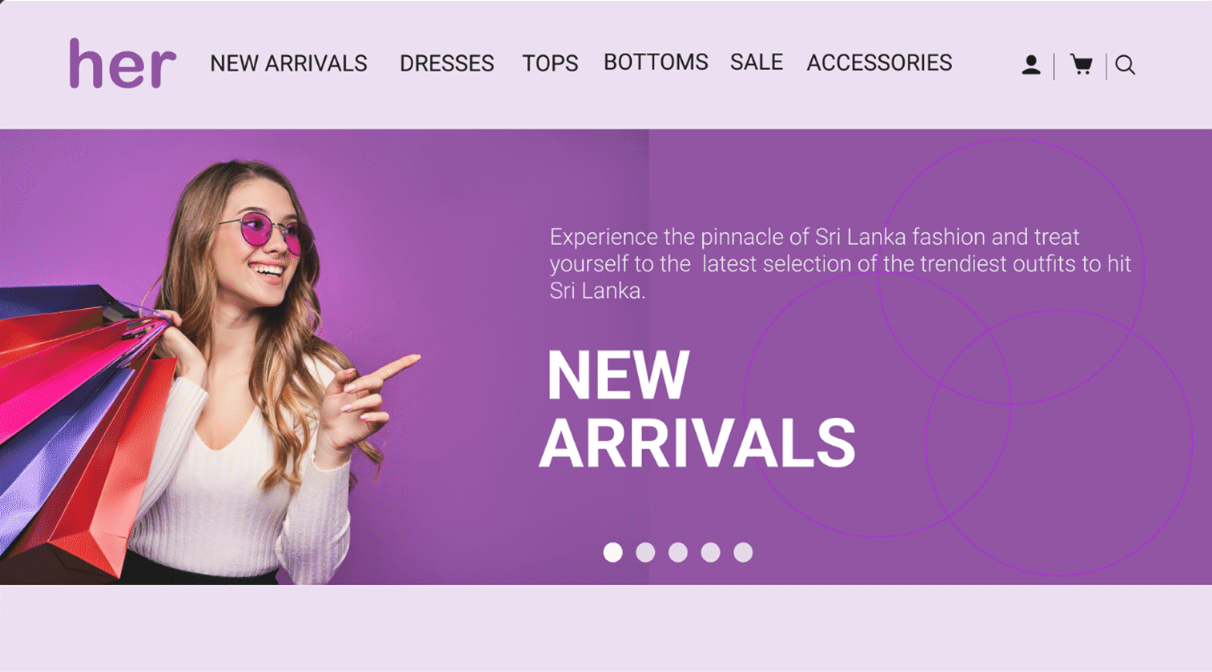 her NEW ARRIVALS DRESSES TOPS BOTTOMS SALE ACCESSORIES
Experience the pinnacle of Sri Lanka fashion and treat
yourself to the  latest selection of the trendiest outfits to hit
Sri Lanka.
NEW
ARRIVALS